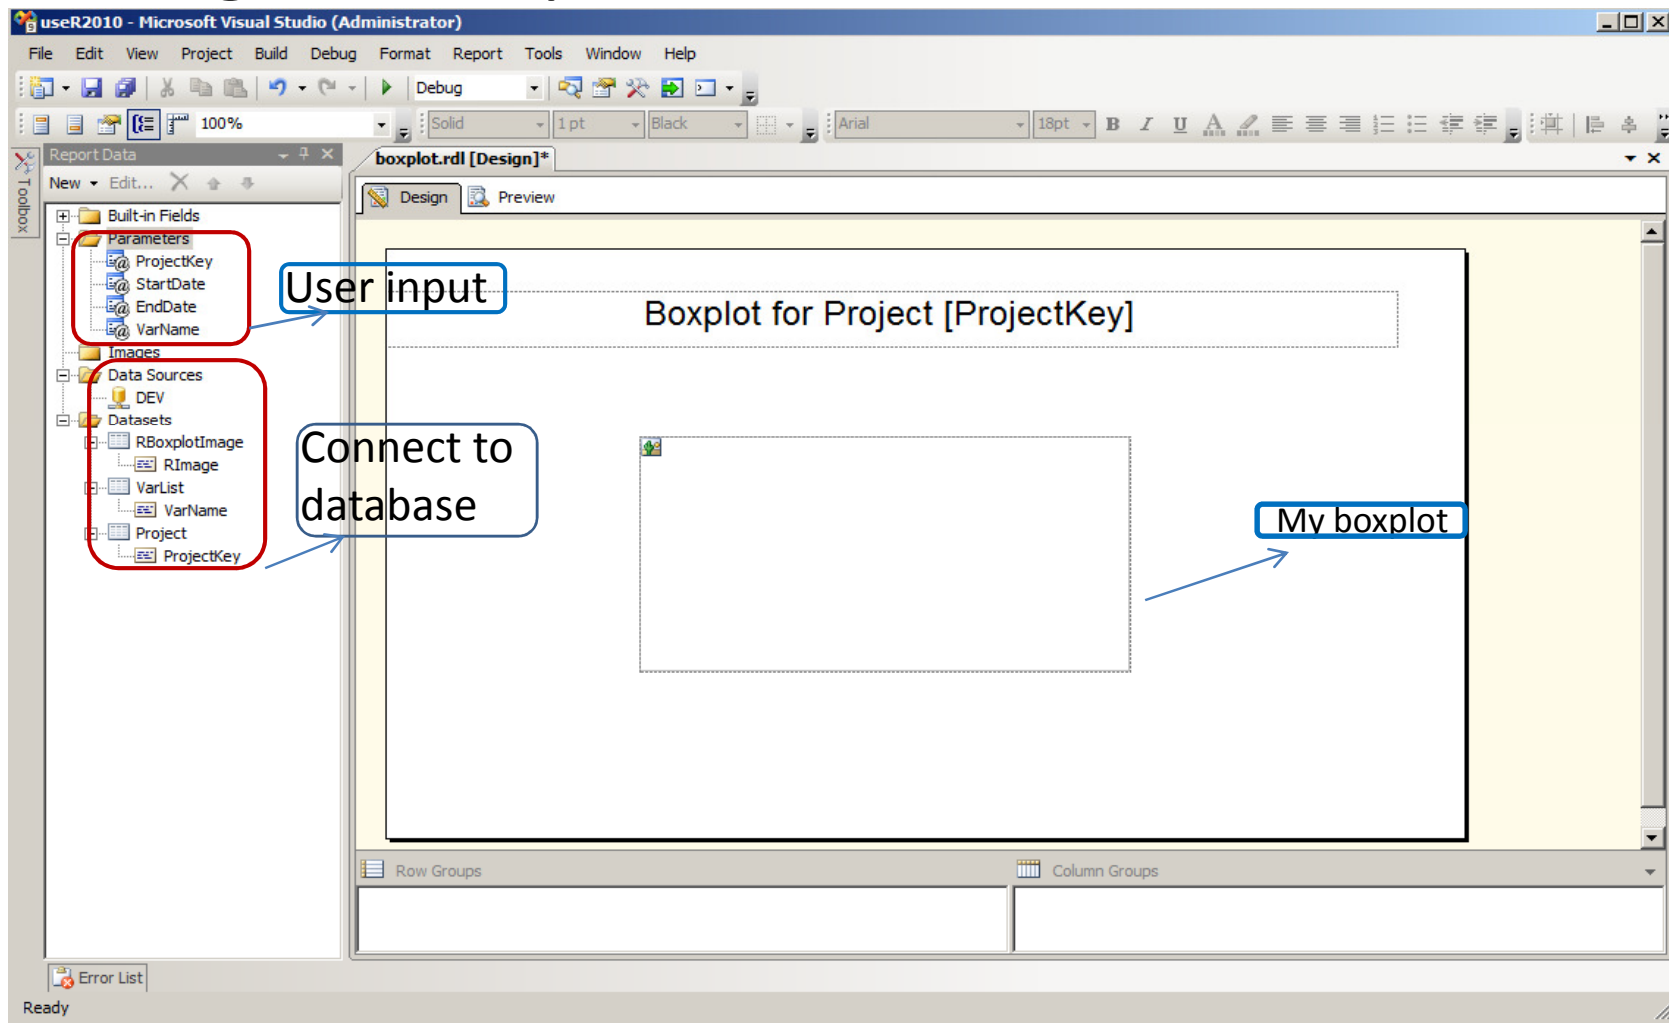 useR2010 - Microsoft Visual Studio (Administrator)
File Edit View Project Build Debug Format Report Tools Window Help
Debug
100% Solid 1 pt Black Arial 18pt B I U A
Report Data
boxplot.rdl [Design]*
Toolbox
New Edit...
Design Preview
Built-in Fields
Parameters
ProjectKey
StartDate
EndDate
VarName
Images
Data Sources
DEV
Datasets
RBoxplotImage
RImage
VarList
VarName
Project
ProjectKey
User input
Connect to
database
Boxplot for Project [ProjectKey]
My boxplot
Row Groups
Column Groups
Error List
Ready